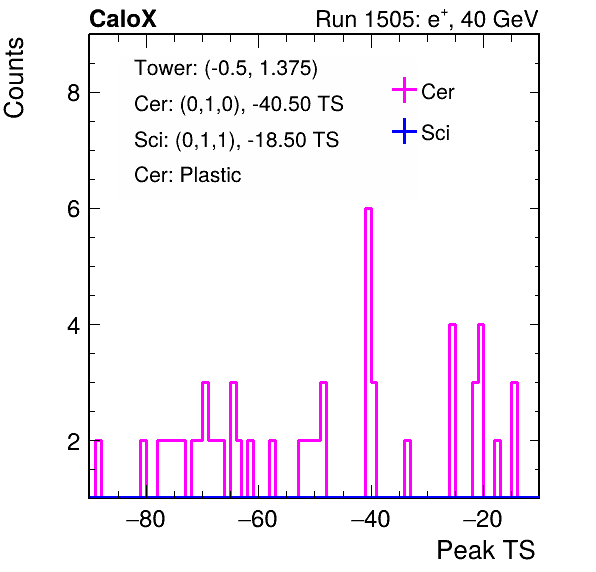 CaloX Run 1505: e⁺, 40 GeV
Counts
Tower: (-0.5, 1.375)
Cer: (0,1,0), -40.50 TS
Sci: (0,1,1), -18.50 TS
Cer: Plastic
Cer
Sci
8
6
4
2
−80 −60 −40 −20
Peak TS